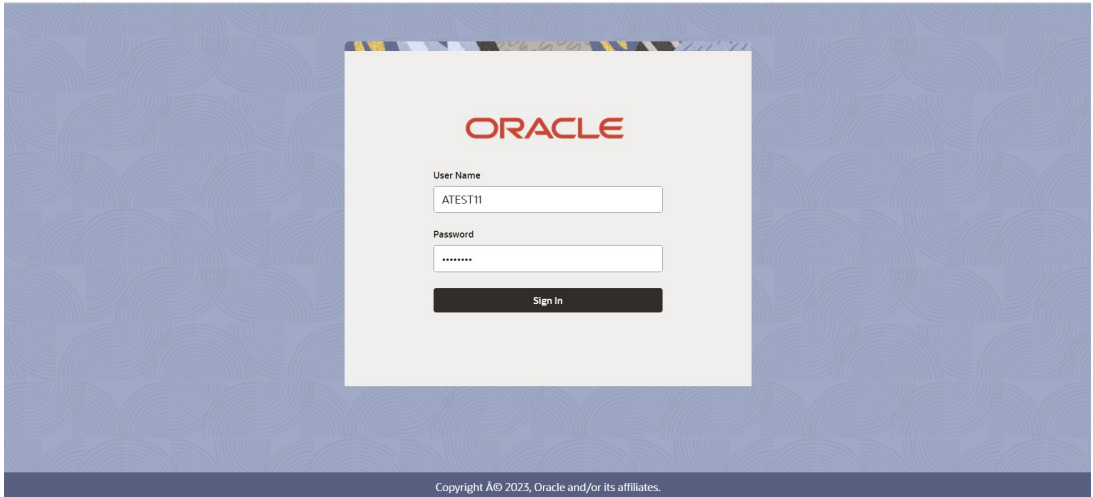 ORACLE
User Name
ATEST11
Password
••••••••
Sign In
Copyright Â© 2023, Oracle and/or its affiliates.